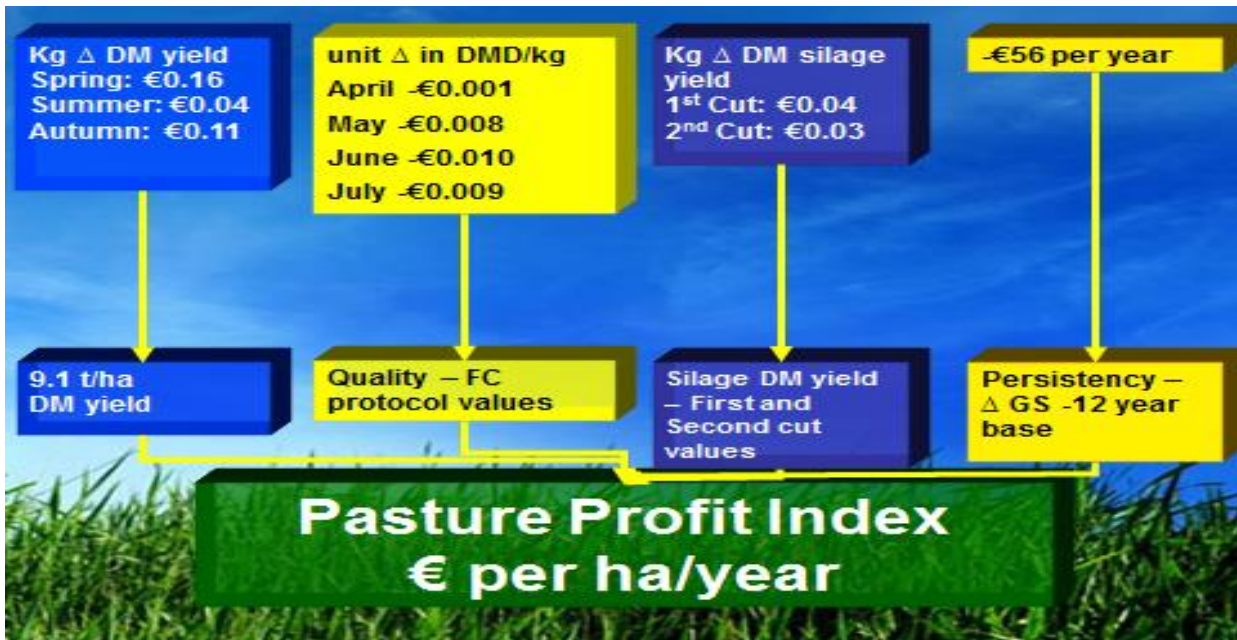 Kg ∆ DM yield
Spring: €0.16
Summer: €0.04
Autumn: €0.11
unit ∆ in DMD/kg
April -€0.001
May -€0.008
June -€0.010
July -€0.009
Kg ∆ DM silage
yield
1st Cut: €0.04
2nd Cut: €0.03
-€56 per year
9.1 t/ha
DM yield
Quality – FC
protocol values
Silage DM yield
– First and
Second cut
values
Persistency –
∆ GS -12 year
base
Pasture Profit Index
€ per ha/year